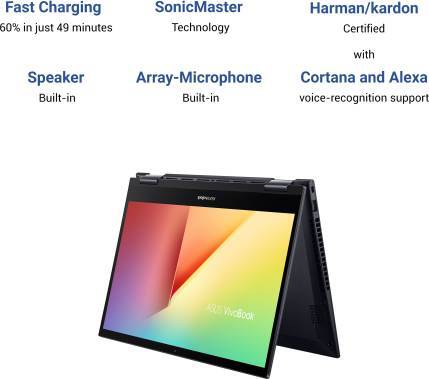 Fast Charging
60% in just 49 minutes
SonicMaster
Technology
Harman/kardon
Certified
with
Speaker
Built-in
Array-Microphone
Built-in
Cortana and Alexa
voice-recognition support
ASUS VivoBook